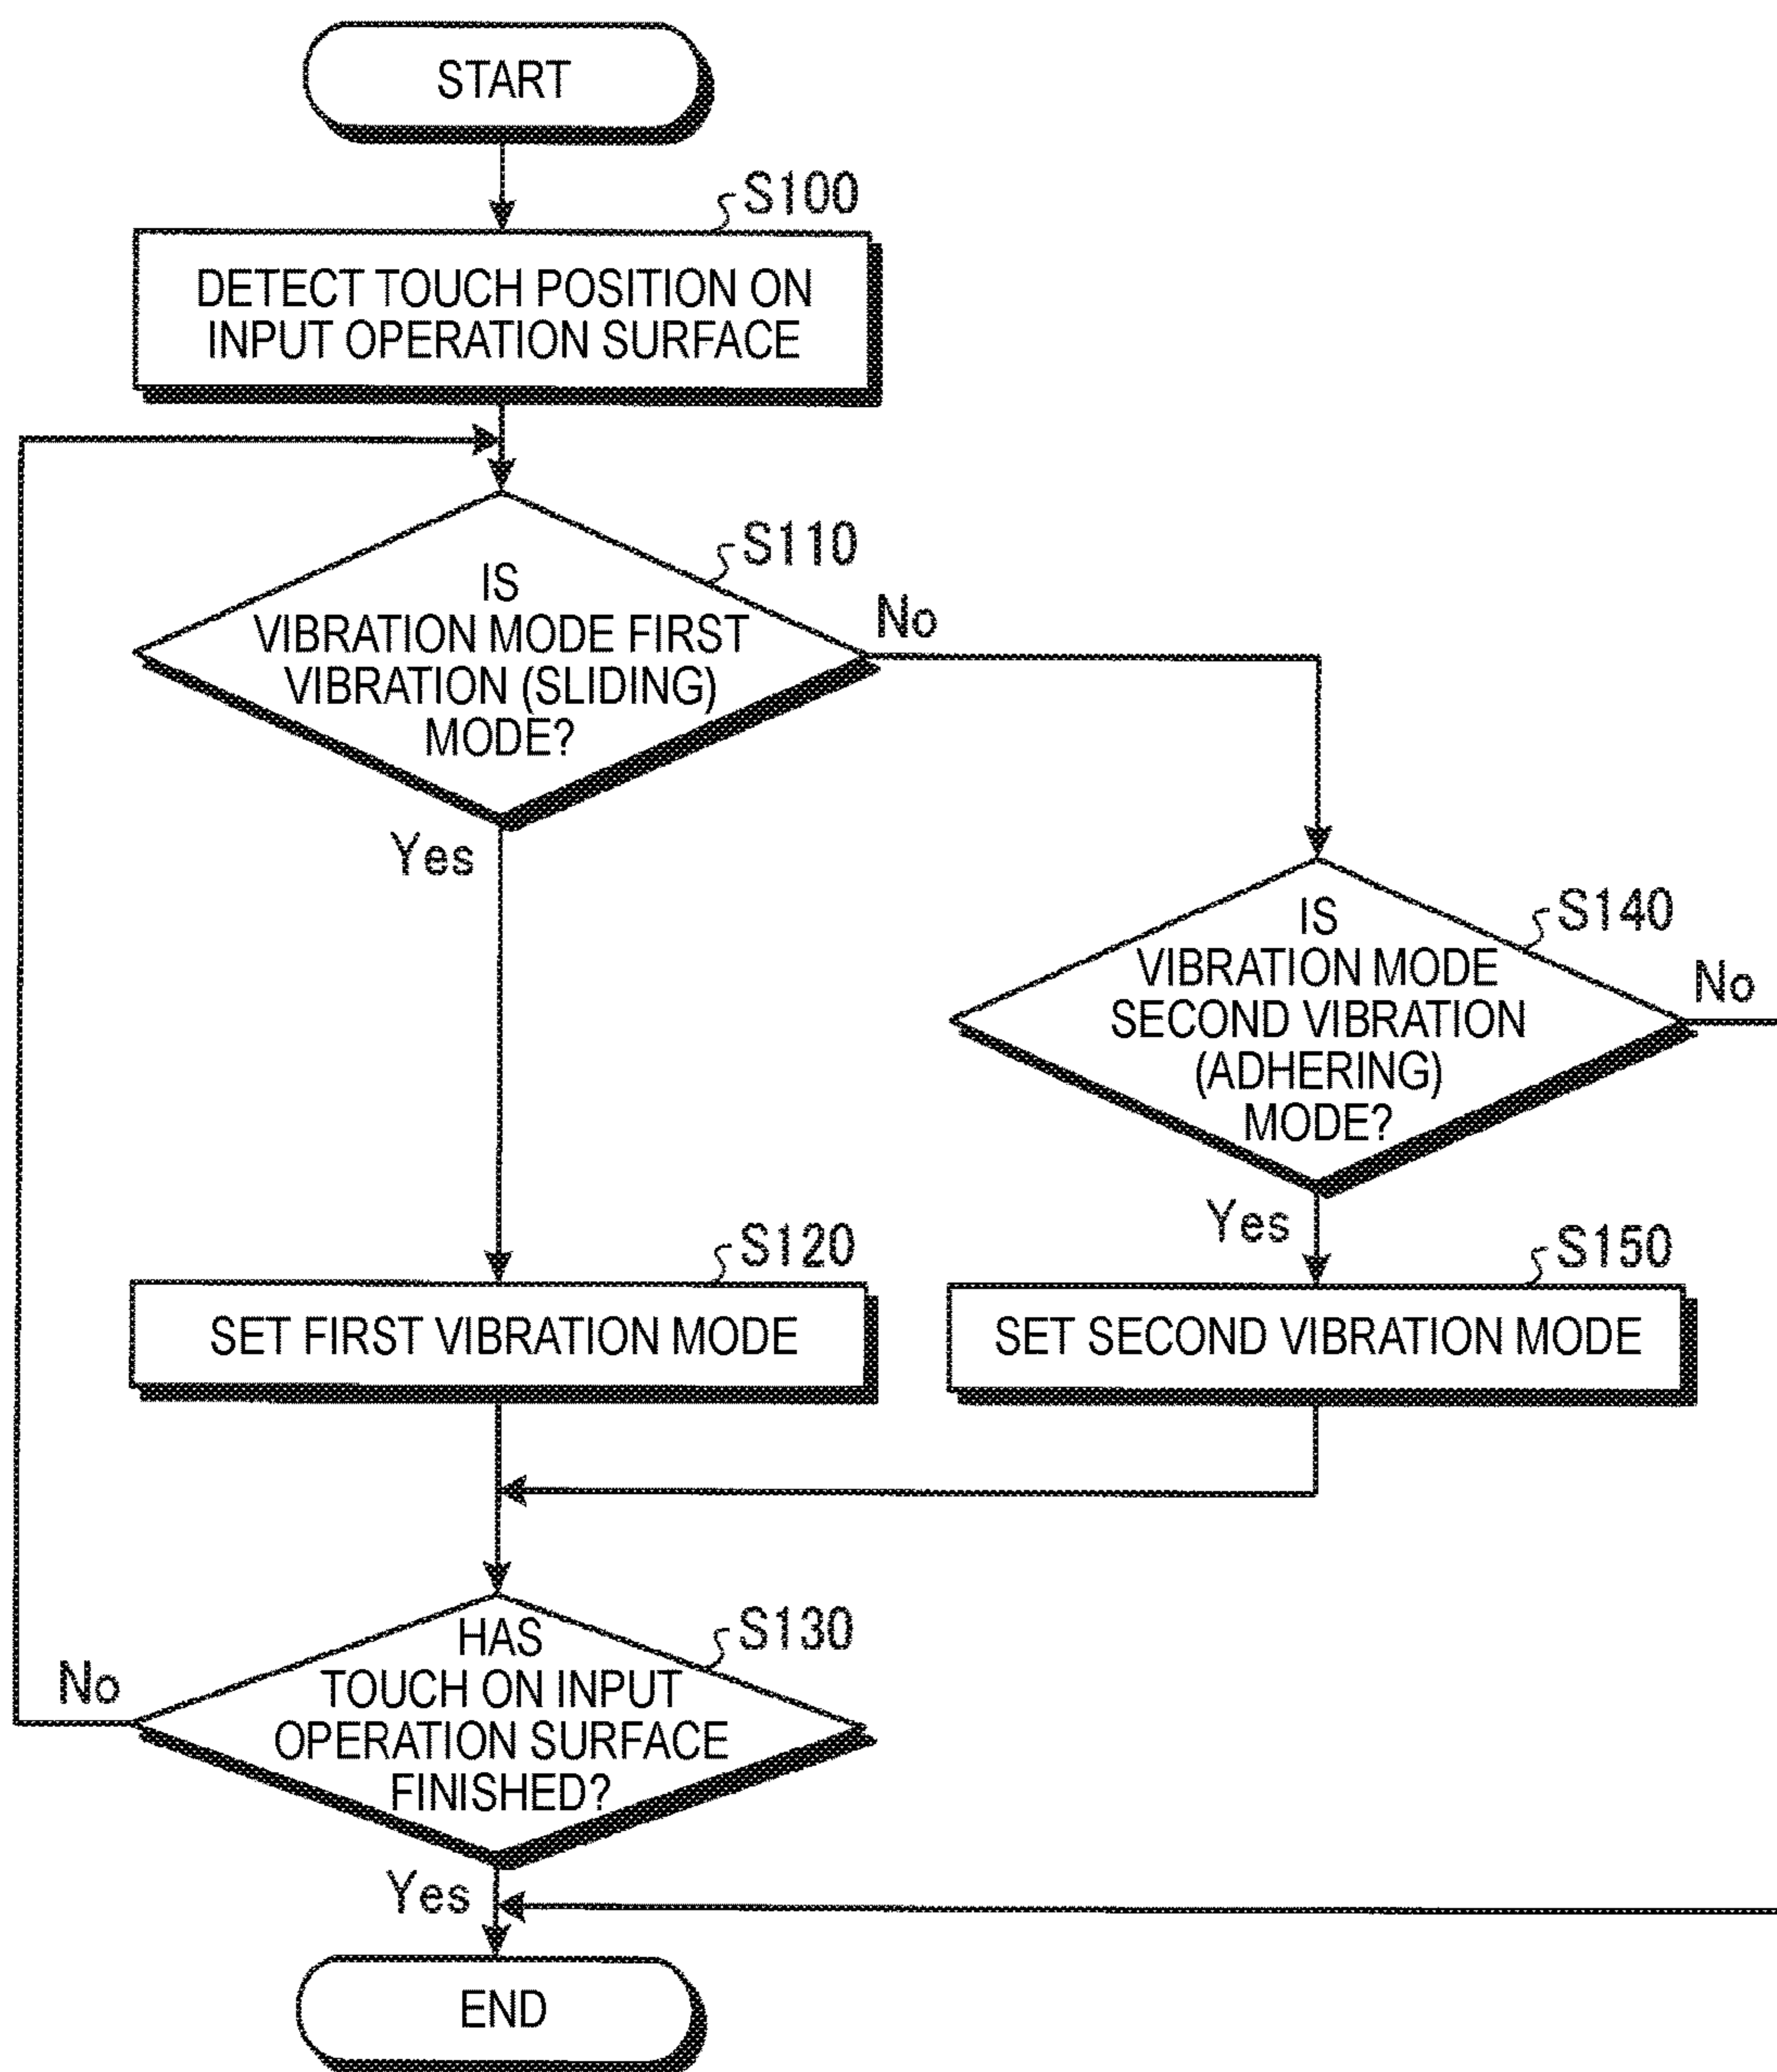 START
S100
DETECT TOUCH POSITION ON
INPUT OPERATION SURFACE
S110
IS
VIBRATION MODE FIRST
VIBRATION (SLIDING)
MODE?
No
Yes
S140
IS
VIBRATION MODE
SECOND VIBRATION
(ADHERING)
MODE?
No
Yes
S120
SET FIRST VIBRATION MODE
S150
SET SECOND VIBRATION MODE
S130
HAS
TOUCH ON INPUT
OPERATION SURFACE
FINISHED?
No
Yes
END